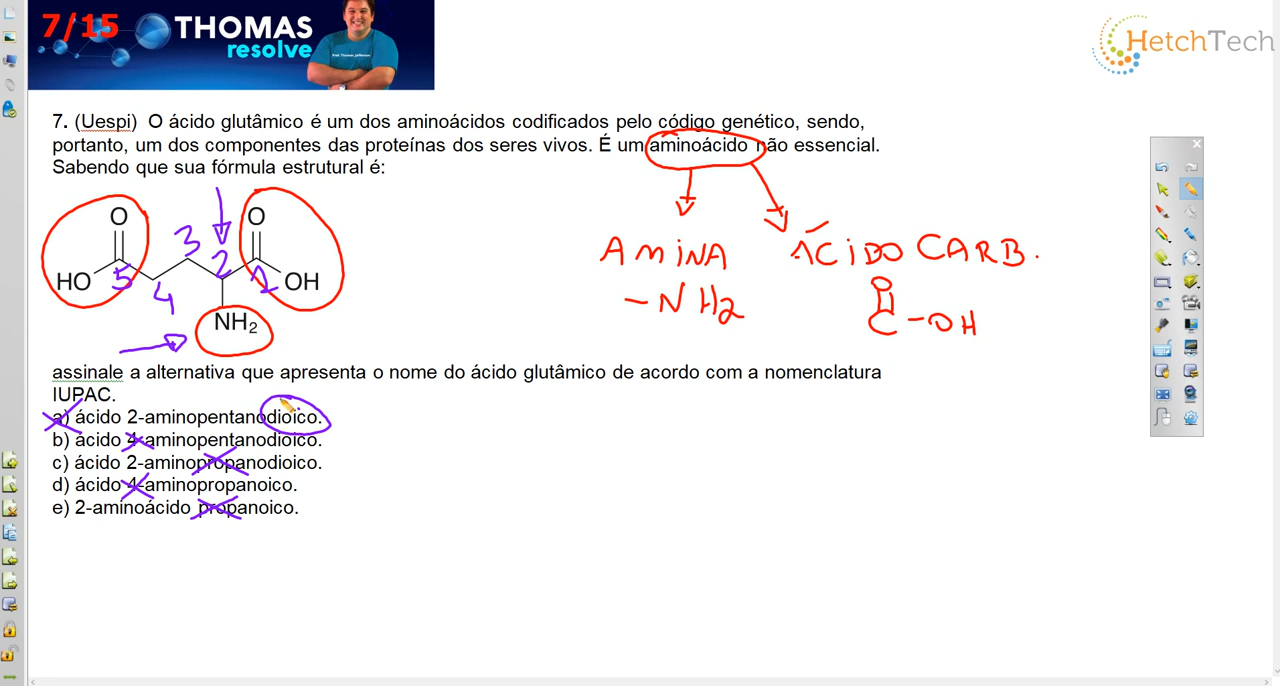 7/15
THOMAS
resolve
Prof. Thomas Jefferson
HetchTech
7. (Uespi) O ácido glutâmico é um dos aminoácidos codificados pelo código genético, sendo,
portanto, um dos componentes das proteínas dos seres vivos. É um aminoácido não essencial.
Sabendo que sua fórmula estrutural é:
O O
HO OH
NH2
5 4 3 2 1
AMINA ÁCIDO CARB.
-NH2
O
C-OH
assinale a alternativa que apresenta o nome do ácido glutâmico de acordo com a nomenclatura
IUPAC.
a) ácido 2-aminopentanodioico.
b) ácido 4-aminopentanodioico.
c) ácido 2-aminopropanodioico.
d) ácido 4-aminopropanoico.
e) 2-aminoácido propanoico.